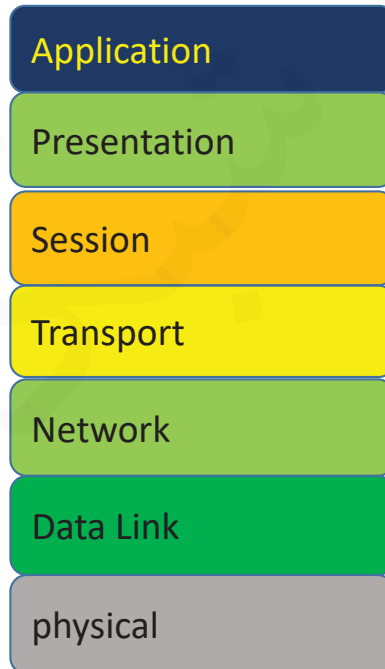 Application
Presentation
Session
Transport
Network
Data Link
physical